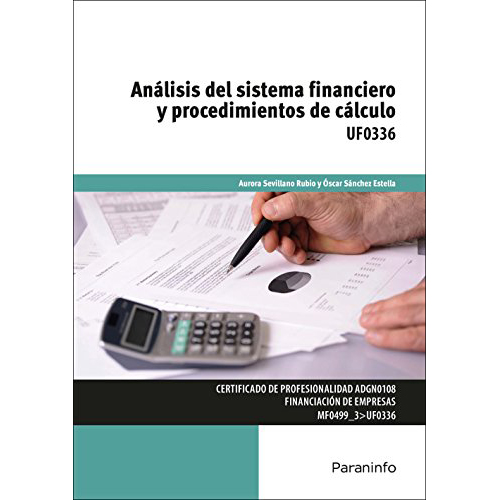 Análisis del sistema financiero
y procedimientos de cálculo
UF0336
Aurora Sevillano Rubio y Óscar Sánchez Estella
CERTIFICADO DE PROFESIONALIDAD ADGN0108
FINANCIACIÓN DE EMPRESAS
MF0499_3>UF0336
Paraninfo